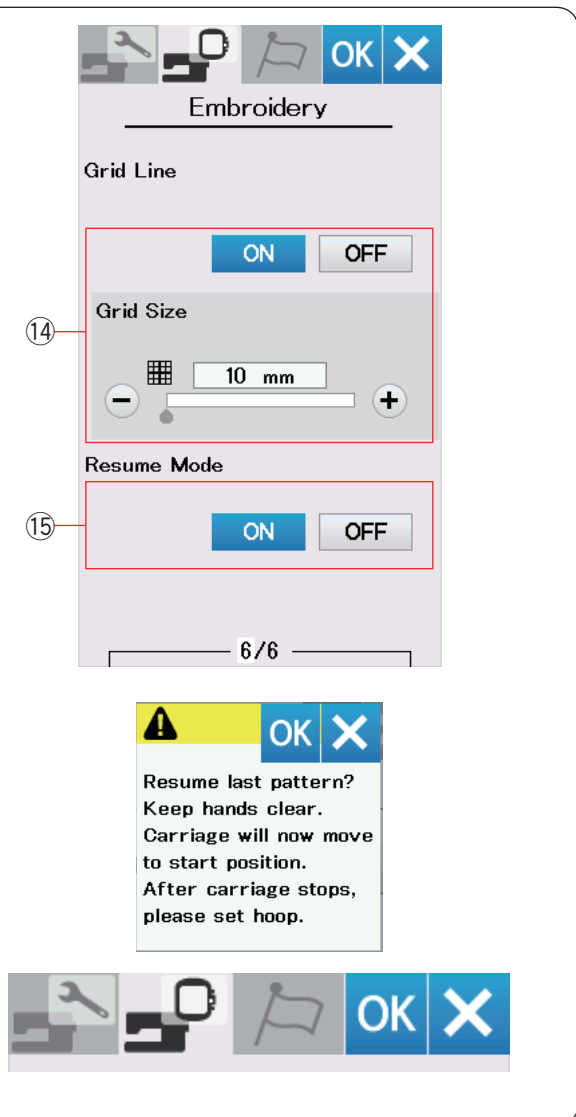 OK
Embroidery
Grid Line
ON OFF
Grid Size
⑭
10 mm
Resume Mode
⑮
ON OFF
6/6
OK
Resume last pattern?
Keep hands clear.
Carriage will now move
to start position.
After carriage stops,
please set hoop.
OK